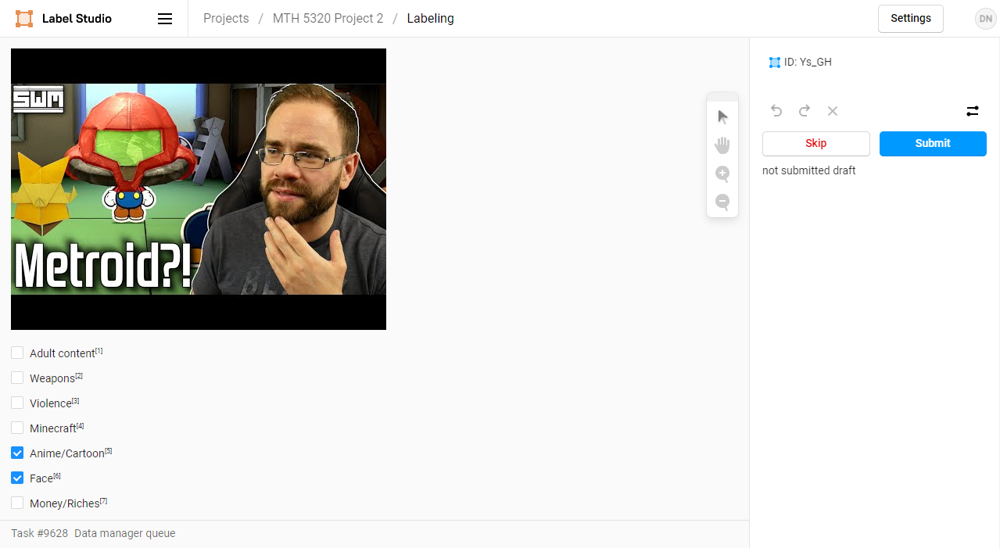 Label Studio
Projects / MTH 5320 Project 2 / Labeling
Settings
DN
SWM
Metroid?!
ID: Ys_GH
Skip
Submit
not submitted draft
Adult content[1]
Weapons[2]
Violence[3]
Minecraft[4]
Anime/Cartoon[5]
Face[6]
Money/Riches[7]
Task #9628 Data manager queue